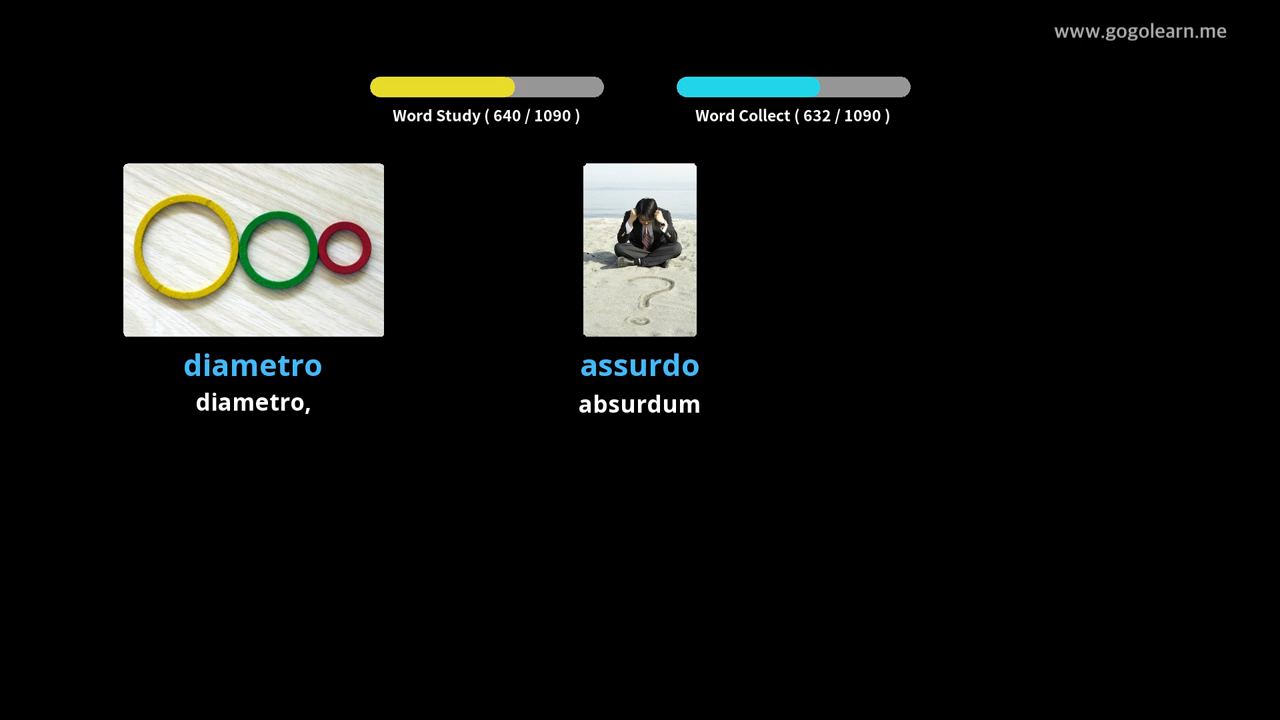 www.gogolearn.me
Word Study ( 640 / 1090 )
Word Collect ( 632 / 1090 )
diametro
diametro,
assurdo
absurdum